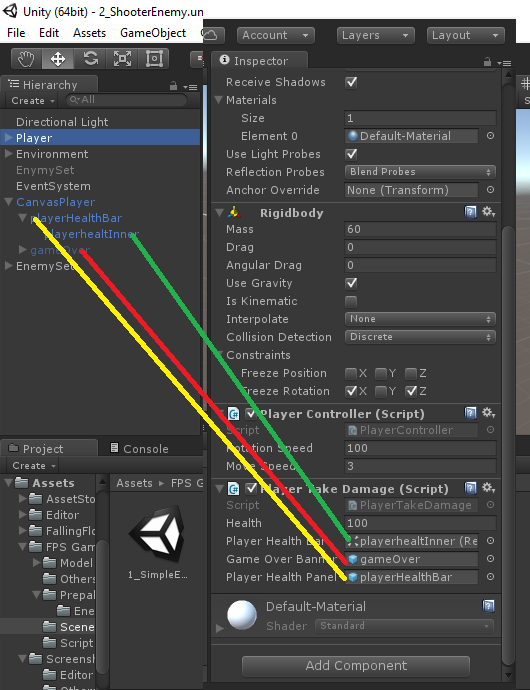 Unity (64bit) - 2_ShooterEnemy.un
File Edit Assets GameObject
Account Layers Layout
Hierarchy
Create All
Directional Light
Player
Environment
EnymySet
EventSystem
CanvasPlayer
playerHealthBar
playerhealtInner
gameOver
EnemySet
Project Console
Create
Assets
AssetSto
Editor
FallingFlo
FPS Gam
Model
Others
Prepal
Ene
Scene
Script
Screensh
Editor
Other
Assets FPS G
1_SimpleE...
S
Inspector
Receive Shadows
Materials
Size 1
Element 0 Default-Material
Use Light Probes
Reflection Probes Blend Probes
Anchor Override None (Transform)
Rigidbody
Mass 60
Drag 0
Angular Drag 0
Use Gravity
Is Kinematic
Interpolate None
Collision Detection Discrete
Constraints
Freeze Position X Y Z
Freeze Rotation X Y Z
Player Controller (Script)
Script PlayerController
Rotation Speed 100
Move Speed 3
Player Take Damage (Script)
Script PlayerTakeDamage
Health 100
Player Health playerhealtInner (Re
Game Over Banner gameOver
Player Health Panel playerHealthBar
Default-Material
Shader Standard
Add Component